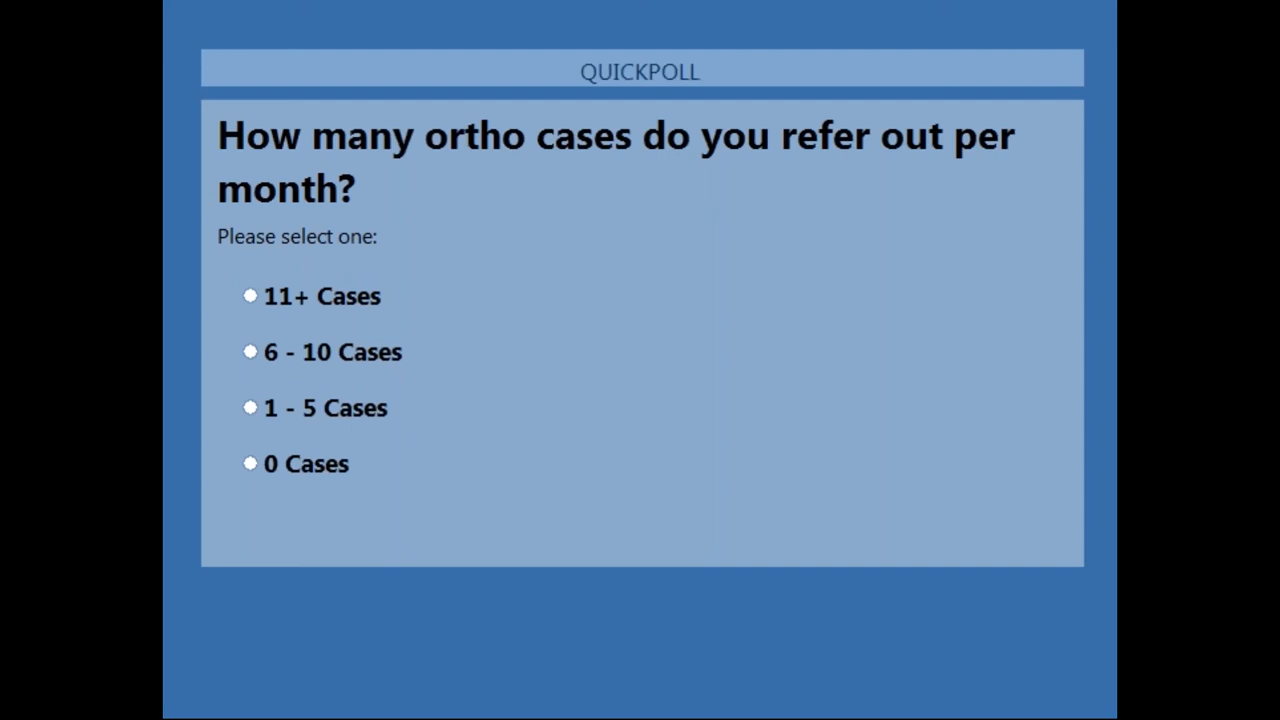 QUICKPOLL
How many ortho cases do you refer out per
month?
Please select one:
11+ Cases
6 - 10 Cases
1 - 5 Cases
0 Cases